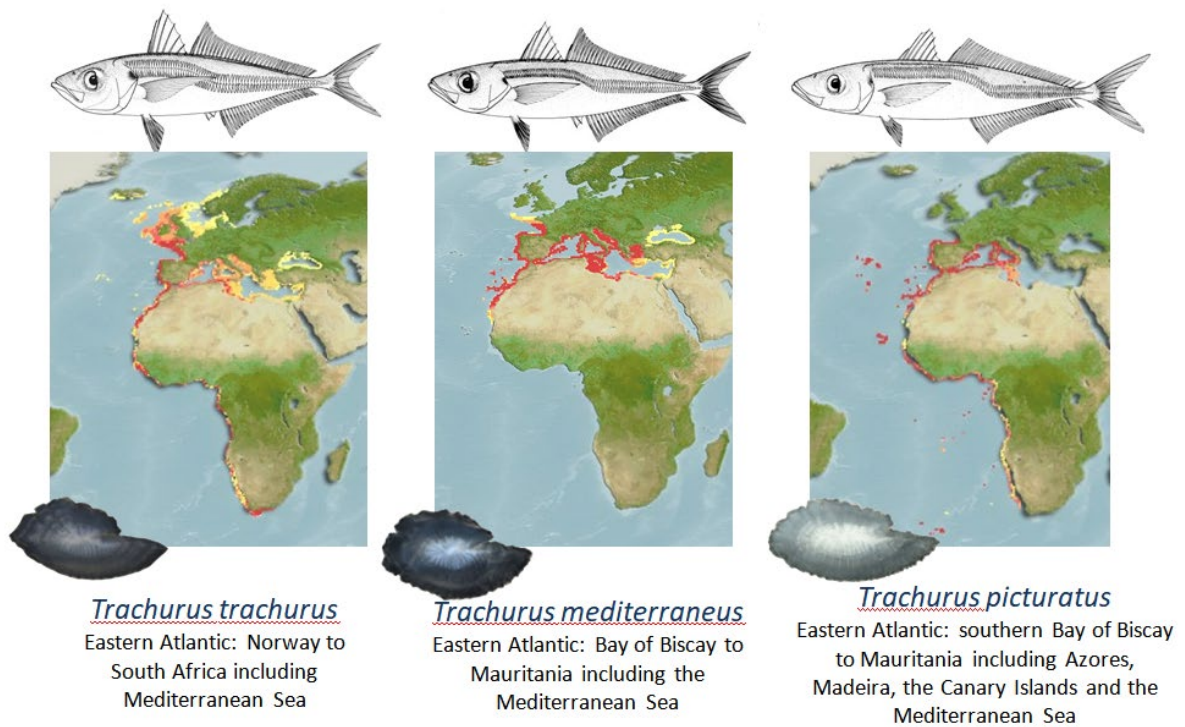 Trachurus trachurus
Eastern Atlantic: Norway to
South Africa including
Mediterranean Sea
Trachurus mediterraneus
Eastern Atlantic: Bay of Biscay to
Mauritania including the
Mediterranean Sea
Trachurus picturatus
Eastern Atlantic: southern Bay of Biscay
to Mauritania including Azores,
Madeira, the Canary Islands and the
Mediterranean Sea